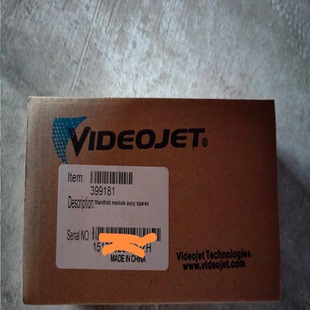 VIDEOJET®
Item:
399181
Description: Manifold module assy spares
Serial NO:
MADE IN CHINA
Videojet Technologies
www.videojet.com